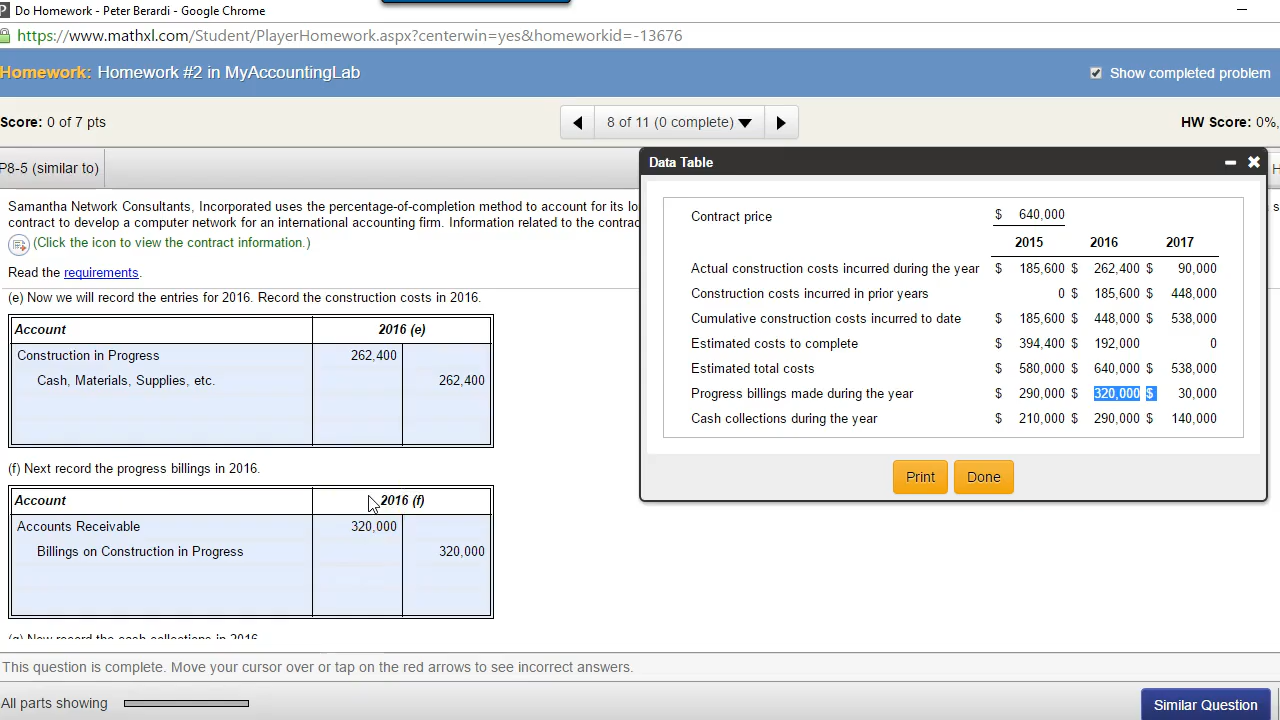 Do Homework - Peter Berardi - Google Chrome
https://www.mathxl.com/Student/PlayerHomework.aspx?centerwin=yes&homeworkid=-13676
Homework: Homework #2 in MyAccountingLab
Show completed problem
Score: 0 of 7 pts
8 of 11 (0 complete)
HW Score: 0%,
P8-5 (similar to)
Samantha Network Consultants, Incorporated uses the percentage-of-completion method to account for its lo
contract to develop a computer network for an international accounting firm. Information related to the contrac
(Click the icon to view the contract information.)
Read the requirements.
(e) Now we will record the entries for 2016. Record the construction costs in 2016.
Account 2016 (e)
Construction in Progress 262,400
Cash, Materials, Supplies, etc. 262,400
(f) Next record the progress billings in 2016.
Account 2016 (f)
Accounts Receivable 320,000
Billings on Construction in Progress 320,000
(g) Now record the cash collections in 2016.
Data Table
Contract price $ 640,000
2015 2016 2017
Actual construction costs incurred during the year $ 185,600 $ 262,400 $ 90,000
Construction costs incurred in prior years 0 $ 185,600 $ 448,000
Cumulative construction costs incurred to date $ 185,600 $ 448,000 $ 538,000
Estimated costs to complete $ 394,400 $ 192,000 0
Estimated total costs $ 580,000 $ 640,000 $ 538,000
Progress billings made during the year $ 290,000 $ 320,000 $ 30,000
Cash collections during the year $ 210,000 $ 290,000 $ 140,000
Print Done
This question is complete. Move your cursor over or tap on the red arrows to see incorrect answers.
All parts showing
Similar Question